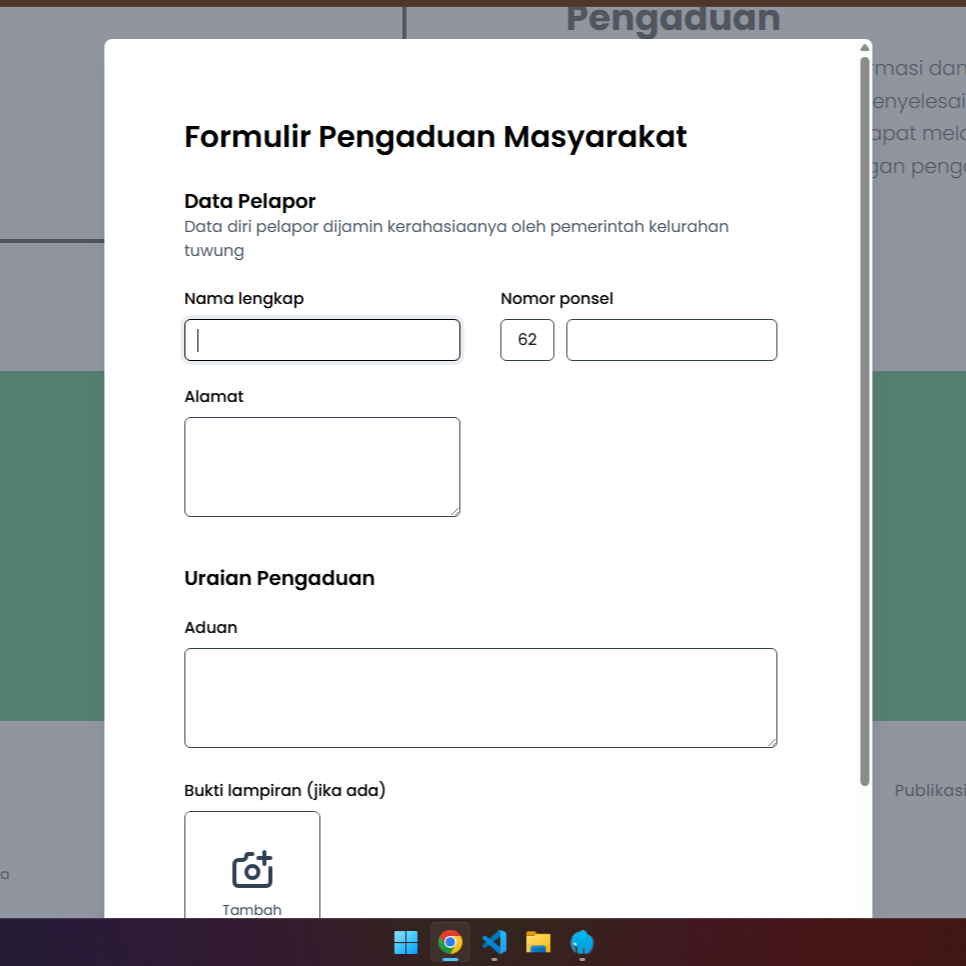 Pengaduan
masi dan
enyelesai
apat mela
gan peng
Formulir Pengaduan Masyarakat
Data Pelapor
Data diri pelapor dijamin kerahasiaanya oleh pemerintah kelurahan
tuwung
Nama lengkap
Nomor ponsel
62
Alamat
Uraian Pengaduan
Aduan
Bukti lampiran (jika ada)
Publikasi
Tambah